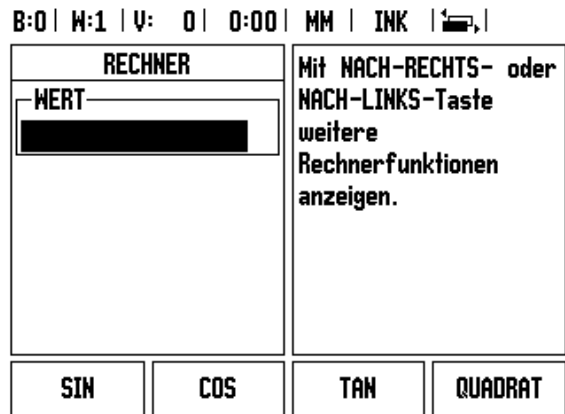 B:0 | W:1 | V: 0 | 0:00 | MM | INK |
RECHNER
WERT
Mit NACH-RECHTS- oder
NACH-LINKS-Taste
weitere
Rechnerfunktionen
anzeigen.
SIN COS TAN QUADRAT